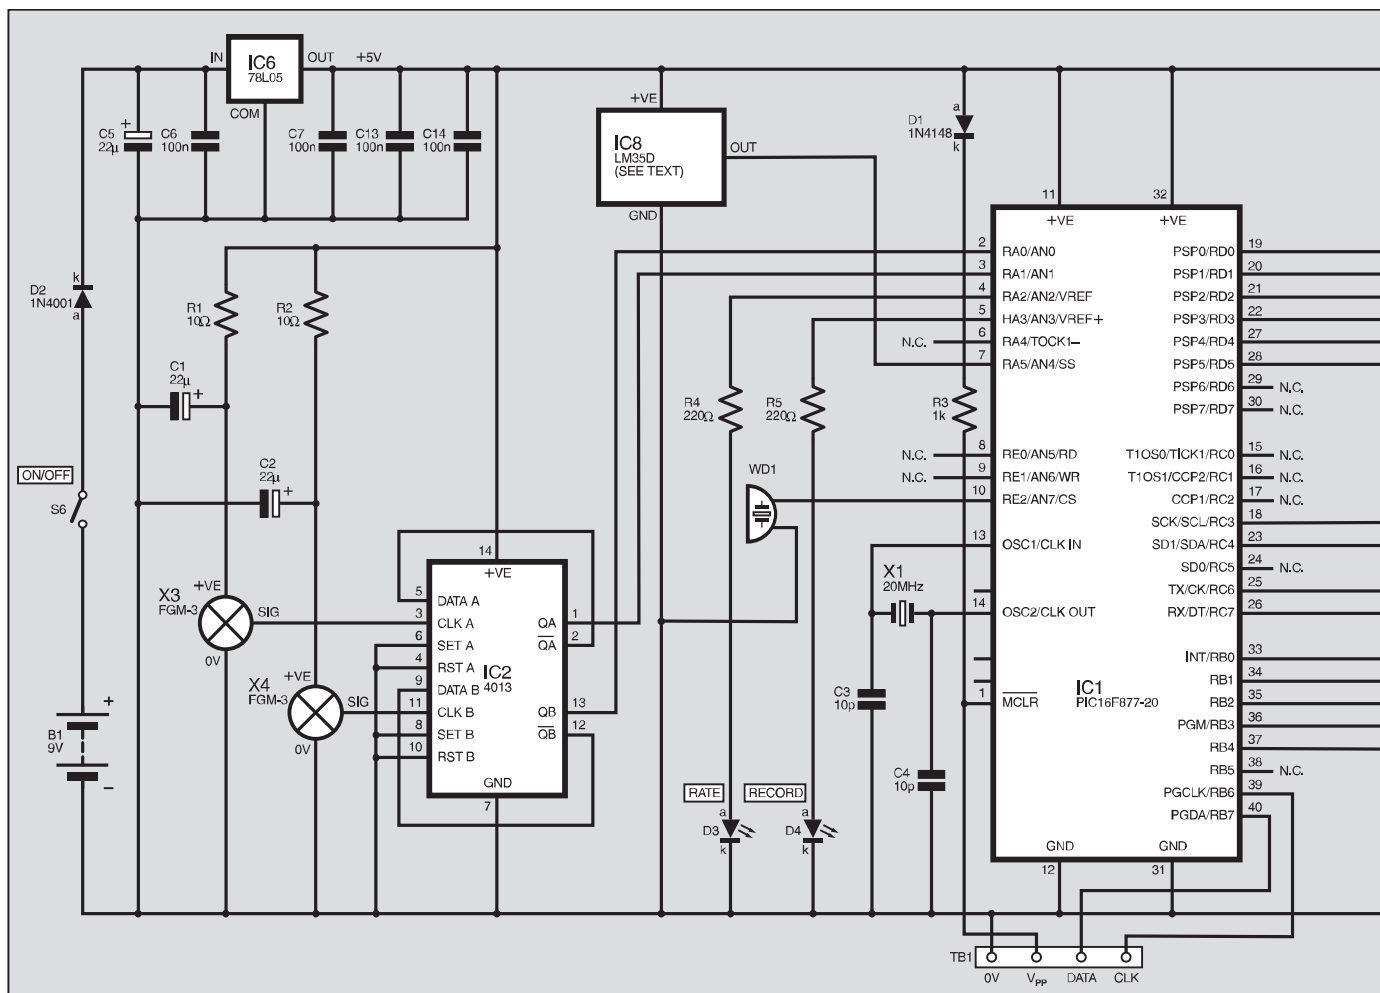 IN
IC6
78L05
OUT
+5V
COM
C5
22µ
+
C6
100n
C7
100n
C13
100n
C14
100n
+VE
IC8
LM35D
(SEE TEXT)
OUT
GND
a
D1
1N4148
k
k
D2
1N4001
a
R1
10Ω
R2
10Ω
C1
22µ
+
C2
22µ
+
ON/OFF
S6
B1
9V
+
–
X3
FGM-3
+VE
SIG
0V
X4
FGM-3
+VE
SIG
0V
14
+VE
5 DATA A
3 CLK A
6 SET A
4 RST A
9 DATA B
11 CLK B
8 SET B
10 RST B
QA 1
QA 2
QB 13
QB 12
IC2
4013
GND
7
R4
220Ω
R5
220Ω
R3
1k
WD1
X1
20MHz
C3
10p
C4
10p
RATE
a
D3
k
RECORD
a
D4
k
11
+VE
32
+VE
2 RA0/AN0
3 RA1/AN1
4 RA2/AN2/VREF
5 HA3/AN3/VREF+
N.C. 6 RA4/TOCK1–
7 RA5/AN4/SS
N.C. 8 RE0/AN5/RD
N.C. 9 RE1/AN6/WR
10 RE2/AN7/CS
13 OSC1/CLK IN
14 OSC2/CLK OUT
1 MCLR
IC1
PIC16F877-20
PSP0/RD0 19
PSP1/RD1 20
PSP2/RD2 21
PSP3/RD3 22
PSP4/RD4 27
PSP5/RD5 28
PSP6/RD6 29 N.C.
PSP7/RD7 30 N.C.
T1OS0/TICK1/RC0 15 N.C.
T1OS1/CCP2/RC1 16 N.C.
CCP1/RC2 17 N.C.
SCK/SCL/RC3 18
SD1/SDA/RC4 23
SD0/RC5 24 N.C.
TX/CK/RC6 25
RX/DT/RC7 26
INT/RB0 33
RB1 34
RB2 35
PGM/RB3 36
RB4 37
RB5 38 N.C.
PGCLK/RB6 39
PGDA/RB7 40
GND
12
GND
31
TB1
0V
VPP
DATA
CLK